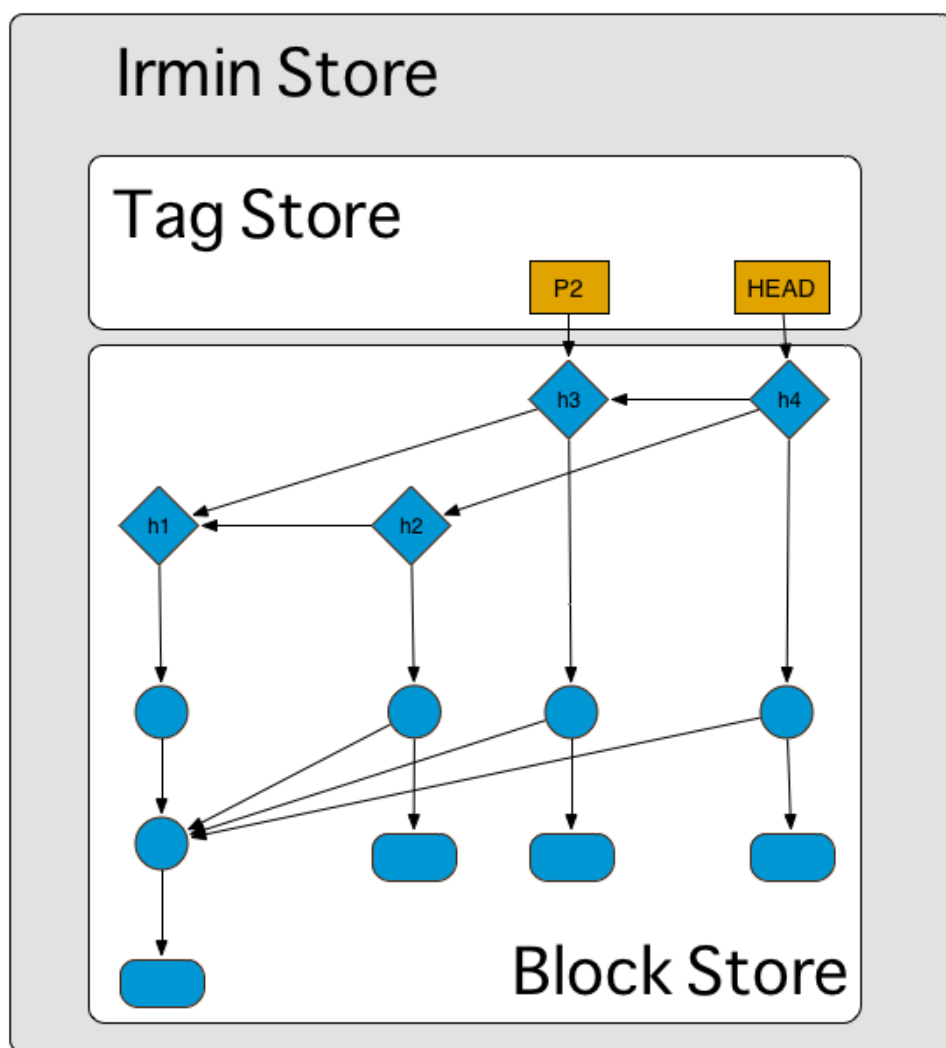 Irmin Store
Tag Store
P2
HEAD
h3
h4
h1
h2
Block Store